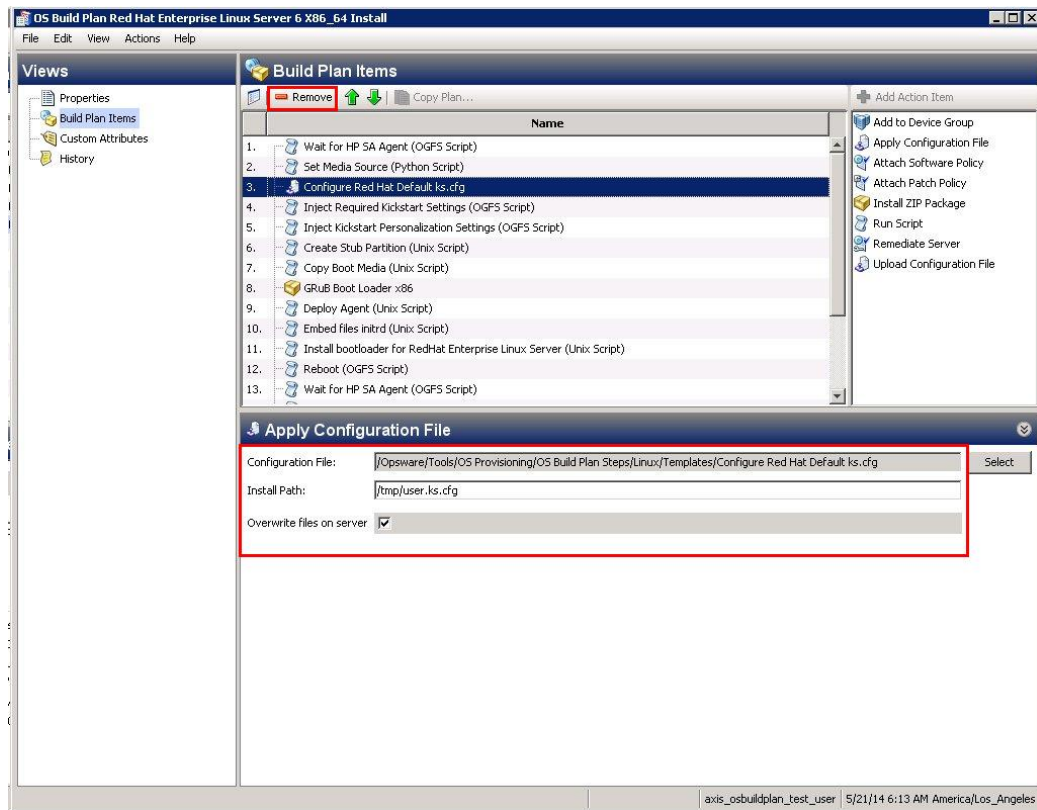 OS Build Plan Red Hat Enterprise Linux Server 6 X86_64 Install
File Edit View Actions Help
Views
Properties
Build Plan Items
Custom Attributes
History
Build Plan Items
Remove Copy Plan...
Name
1. Wait for HP SA Agent (OGFS Script)
2. Set Media Source (Python Script)
3. Configure Red Hat Default ks.cfg
4. Inject Required Kickstart Settings (OGFS Script)
5. Inject Kickstart Personalization Settings (OGFS Script)
6. Create Stub Partition (Unix Script)
7. Copy Boot Media (Unix Script)
8. GRuB Boot Loader x86
9. Deploy Agent (Unix Script)
10. Embed files initrd (Unix Script)
11. Install bootloader for RedHat Enterprise Linux Server (Unix Script)
12. Reboot (OGFS Script)
13. Wait for HP SA Agent (OGFS Script)
Add Action Item
Add to Device Group
Apply Configuration File
Attach Software Policy
Attach Patch Policy
Install ZIP Package
Run Script
Remediate Server
Upload Configuration File
Apply Configuration File
Configuration File: /Opsware/Tools/OS Provisioning/OS Build Plan Steps/Linux/Templates/Configure Red Hat Default ks.cfg Select
Install Path: /tmp/user.ks.cfg
Overwrite files on server
axis_osbuildplan_test_user 5/21/14 6:13 AM America/Los_Angeles